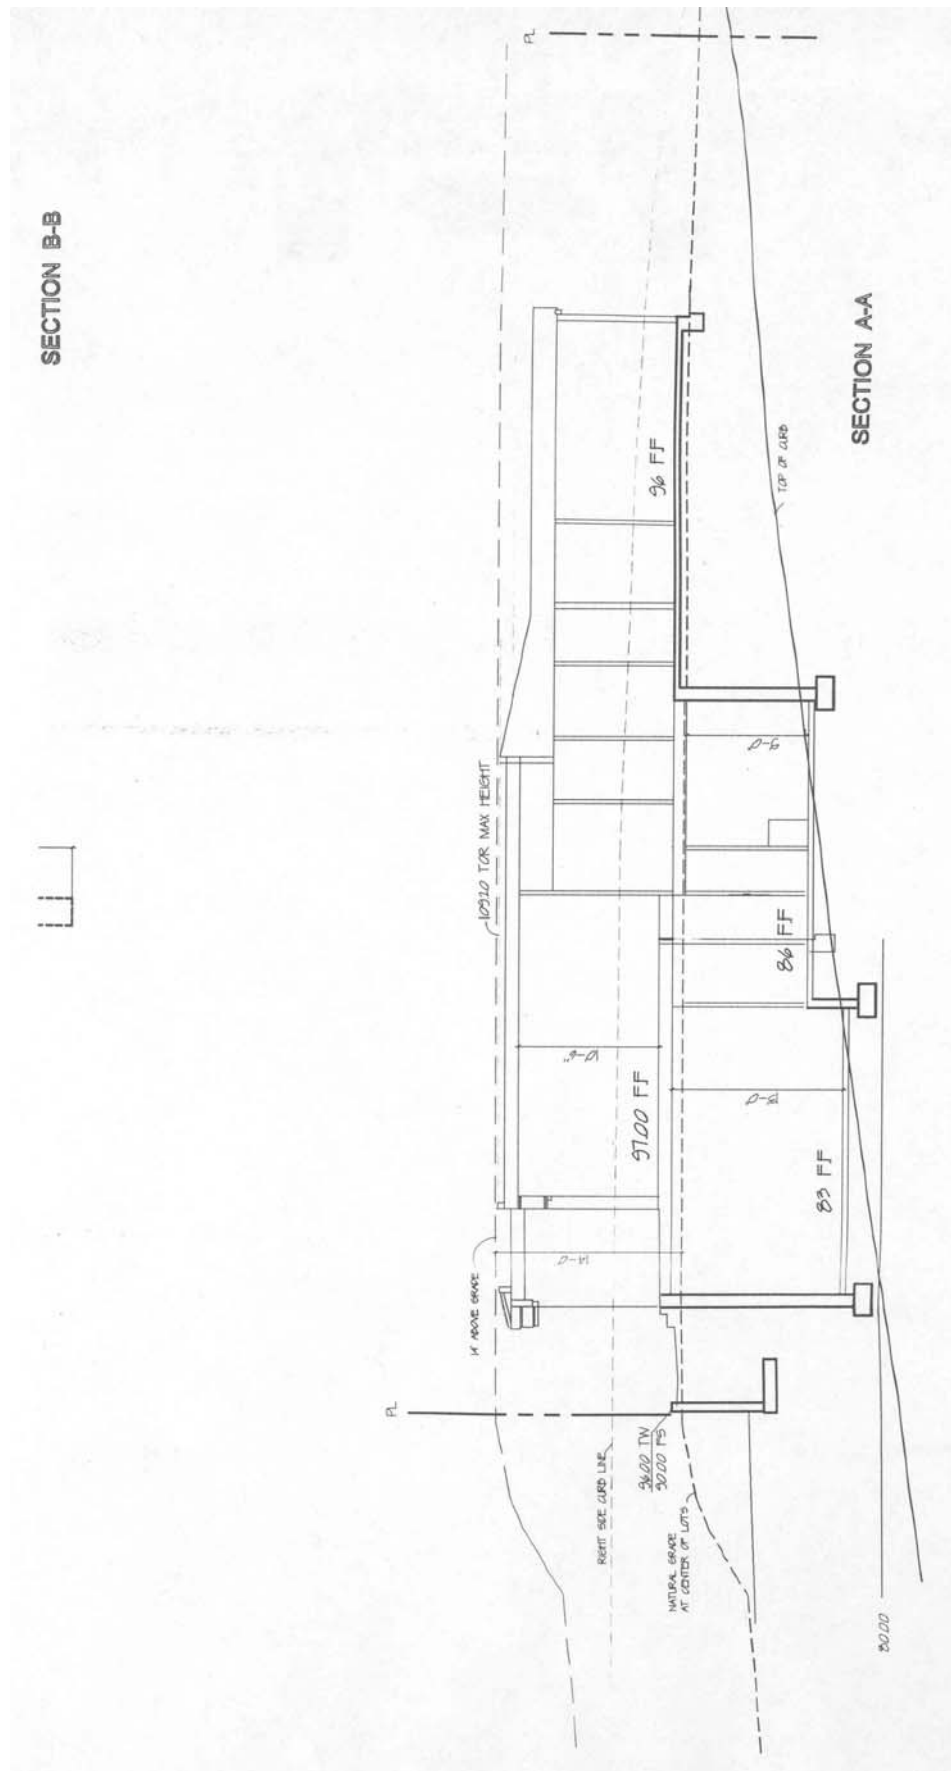 SECTION B-B
PL
109.20 TOR MAX HEIGHT
14' ABOVE GRADE
96 FF
9'-0"
10'-6"
97.00 FF
86 FF
13'-0"
83 FF
14'-0"
PL
96.00 TW
90.00 FS
RIGHT SIDE CURB LINE
NATURAL GRADE
AT CENTER OF LOTS
TOP OF CURB
80.00
SECTION A-A